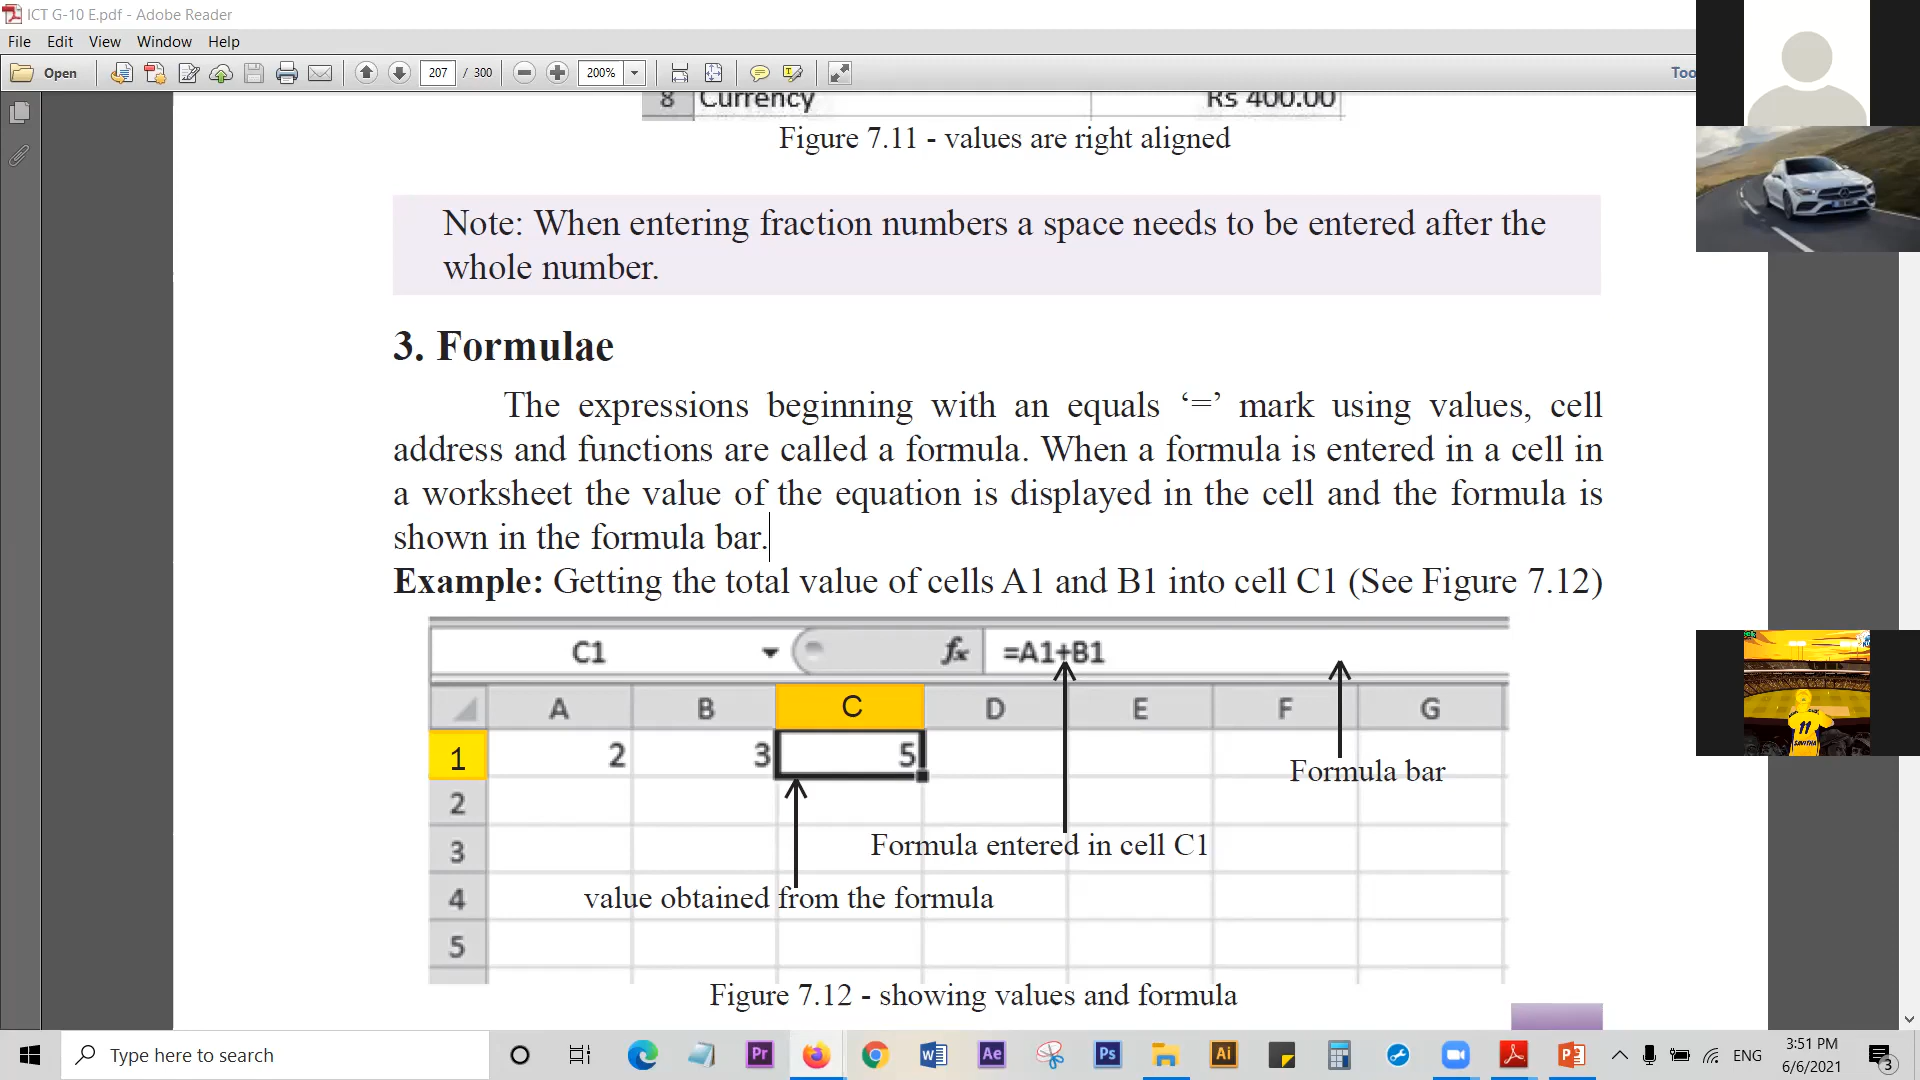 ICT G-10 E.pdf - Adobe Reader
File Edit View Window Help
Open 207 / 300 200% Too
8 Currency Rs 400.00
Figure 7.11 - values are right aligned
Note: When entering fraction numbers a space needs to be entered after the
whole number.
3. Formulae
The expressions beginning with an equals ‘=’ mark using values, cell
address and functions are called a formula. When a formula is entered in a cell in
a worksheet the value of the equation is displayed in the cell and the formula is
shown in the formula bar.
Example: Getting the total value of cells A1 and B1 into cell C1 (See Figure 7.12)
C1 fx =A1+B1
A B C D E F G
1 2 3 5
Formula bar
2
Formula entered in cell C1
3
value obtained from the formula
4
5
Figure 7.12 - showing values and formula
11
SAVITHA
Type here to search
Pr Ae Ps Ai
ENG
3:51 PM
6/6/2021
3